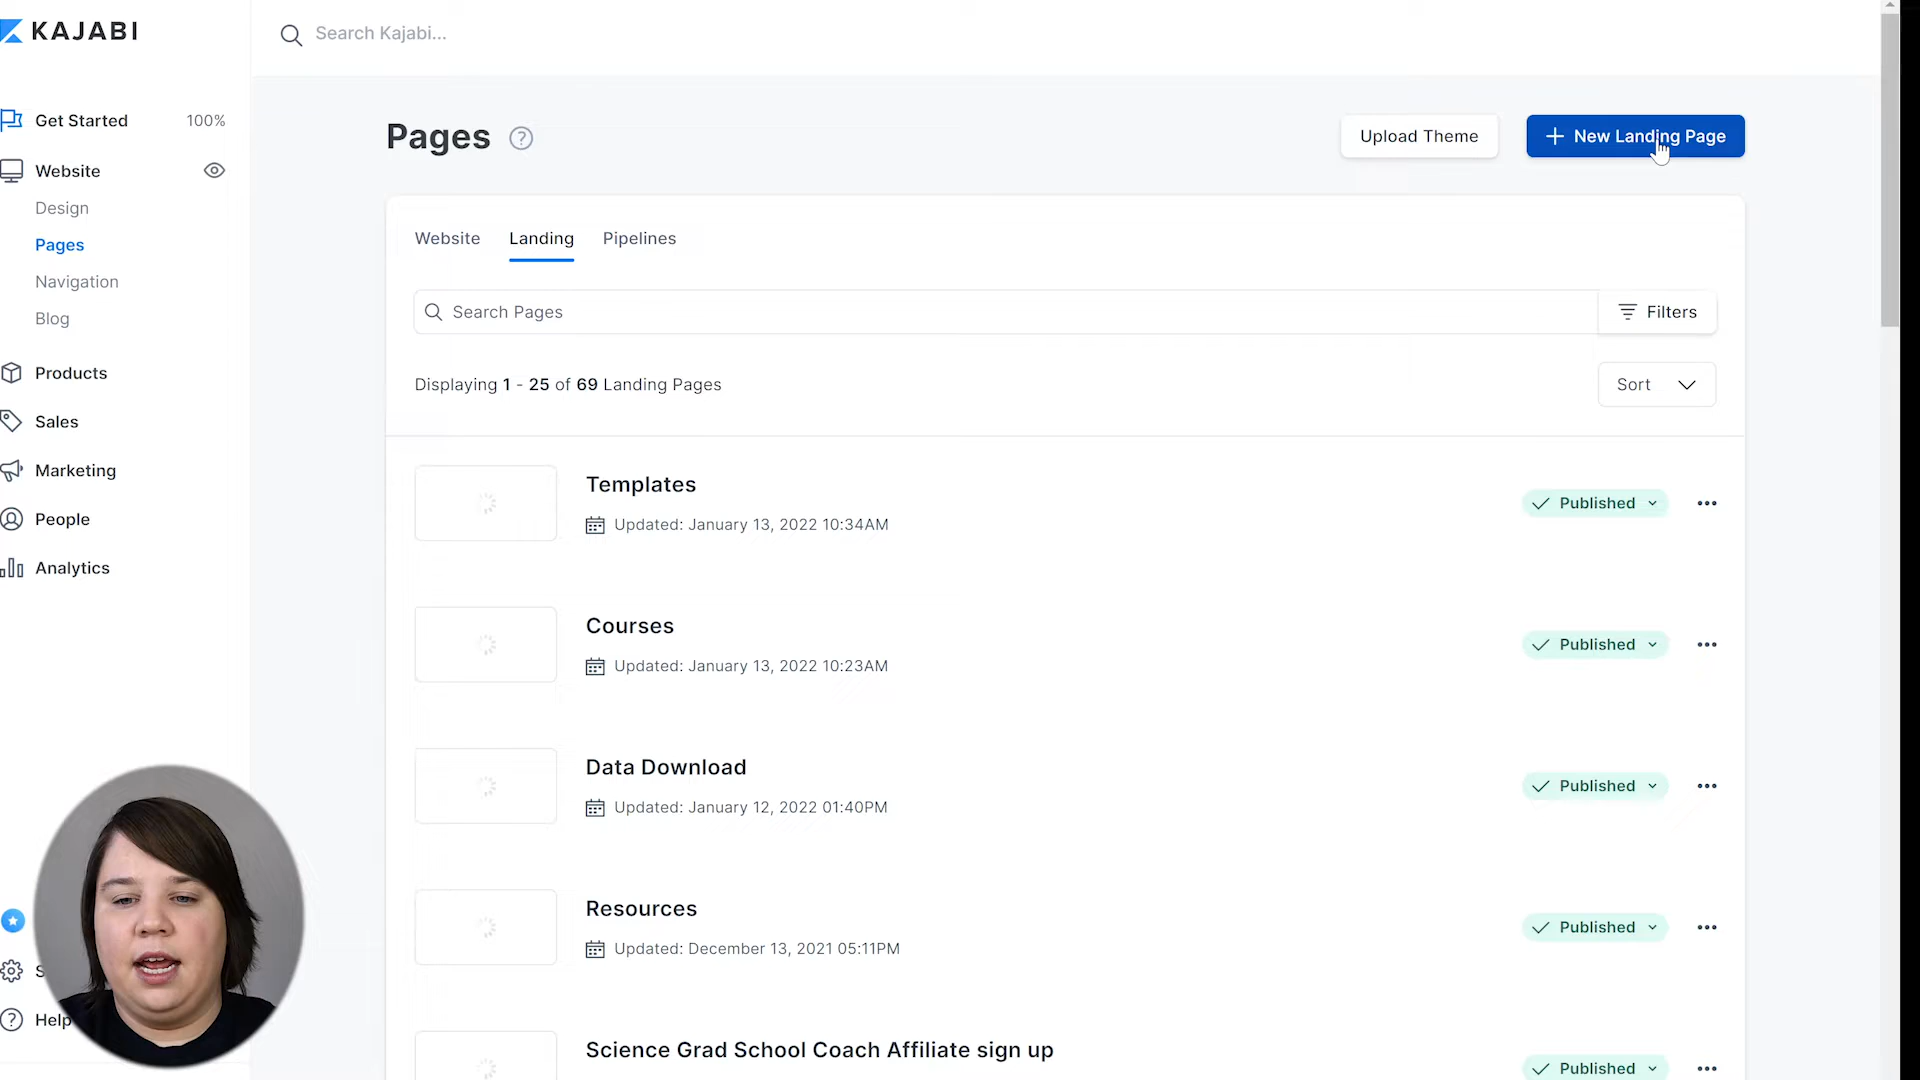 KAJABI
Search Kajabi...
Get Started 100%
Website
Design
Pages
Navigation
Blog
Products
Sales
Marketing
People
Analytics
Help
Pages
Upload Theme
New Landing Page
Website Landing Pipelines
Search Pages
Filters
Displaying 1 - 25 of 69 Landing Pages
Sort
Templates
Updated: January 13, 2022 10:34AM
Published
Courses
Updated: January 13, 2022 10:23AM
Published
Data Download
Updated: January 12, 2022 01:40PM
Published
Resources
Updated: December 13, 2021 05:11PM
Published
Science Grad School Coach Affiliate sign up
Published